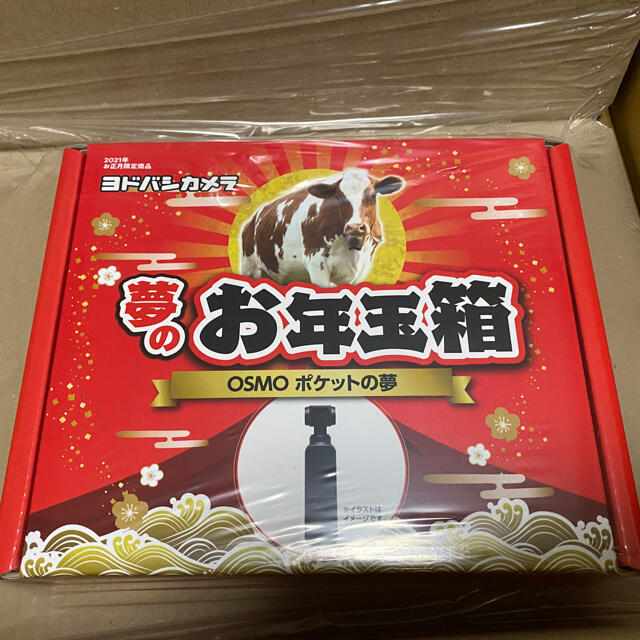 2021年
お正月限定商品
ヨドバシカメラ
夢の
お年玉箱
OSMO ポケットの夢
※イラストは
イメージです。